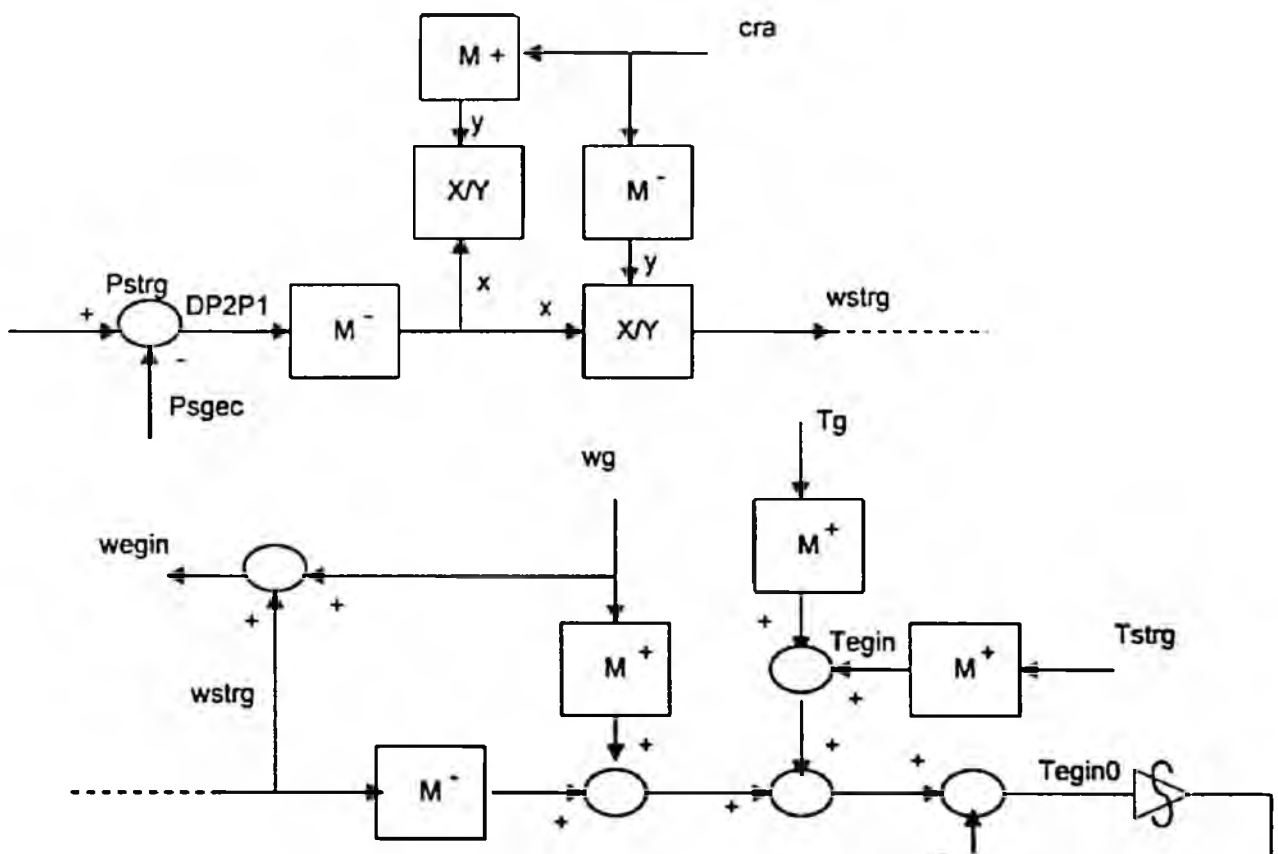 cra
M +
y
X/Y
M -
y
Pstrg
DP2P1
x
x
wstrg
+
M -
X/Y
-
Psgec
Tg
wg
M +
wegin
+
+
+
Tegin
Tstrg
M +
M +
wstrg
+
+
+
+
Tegin0
M -
+
+